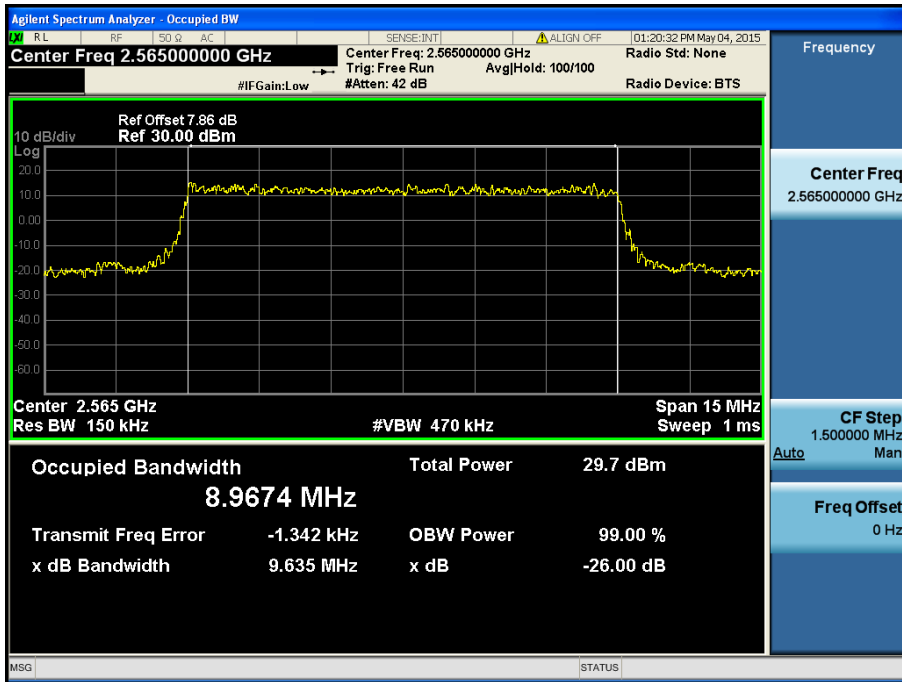 Agilent Spectrum Analyzer - Occupied BW
LXI RL RF 50 Ω AC SENSE:INT ALIGN OFF 01:20:32 PM May 04, 2015
Center Freq 2.565000000 GHz
Center Freq: 2.565000000 GHz
Radio Std: None
Trig: Free Run Avg|Hold: 100/100
#IFGain:Low
#Atten: 42 dB
Radio Device: BTS
Frequency
Ref Offset 7.86 dB
10 dB/div Ref 30.00 dBm
Log
20.0
10.0
0.00
-10.0
-20.0
-30.0
-40.0
-50.0
-60.0
Center 2.565 GHz Span 15 MHz
Res BW 150 kHz #VBW 470 kHz Sweep 1 ms
Center Freq
2.565000000 GHz
CF Step
1.500000 MHz
Auto Man
Freq Offset
0 Hz
Occupied Bandwidth Total Power 29.7 dBm
8.9674 MHz
Transmit Freq Error -1.342 kHz OBW Power 99.00 %
x dB Bandwidth 9.635 MHz x dB -26.00 dB
MSG STATUS